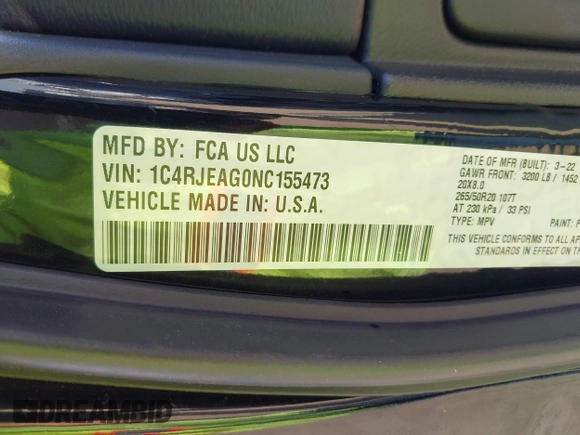 MFD BY: FCA US LLC
VIN: 1C4RJEAG0NC155473
VEHICLE MADE IN: U.S.A.
DATE OF MFR (BUILT): 3-22
GAWR FRONT: 3200 LB / 1452
20X8.0
265/50R20 107T
AT 230 kPa / 33 PSI
TYPE: MPV PAINT: P
THIS VEHICLE CONFORMS TO ALL AP
STANDARDS IN EFFECT ON TH
DREAMBID